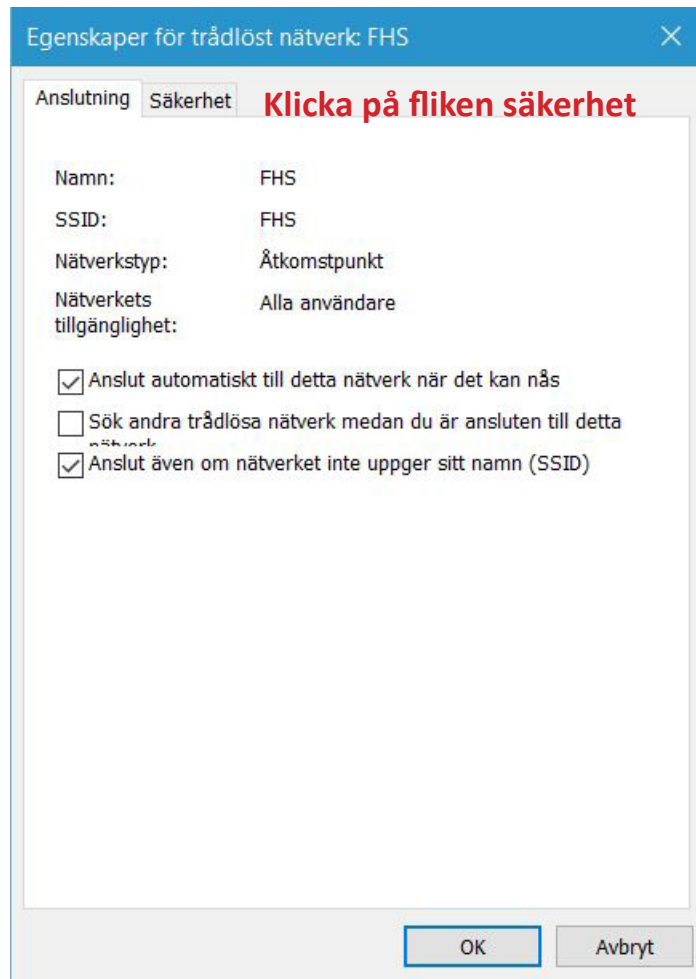 Egenskaper för trådlöst nätverk: FHS
Anslutning Säkerhet Klicka på fliken säkerhet
Namn: FHS
SSID: FHS
Nätverkstyp: Åtkomstpunkt
Nätverkets
tillgänglighet: Alla användare
Anslut automatiskt till detta nätverk när det kan nås
Sök andra trådlösa nätverk medan du är ansluten till detta
nätverk
Anslut även om nätverket inte uppger sitt namn (SSID)
OK Avbryt